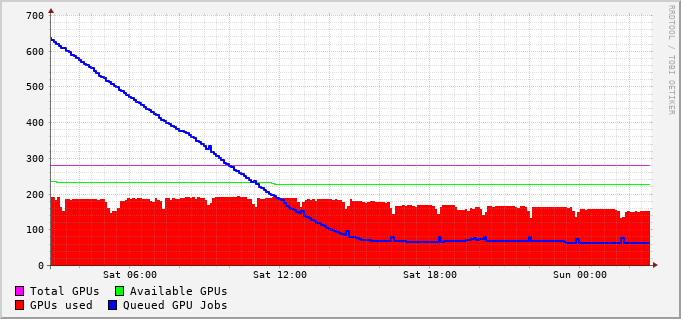 700
600
500
400
300
200
100
0
Sat 06:00 Sat 12:00 Sat 18:00 Sun 00:00
Total GPUs Available GPUs
GPUs used Queued GPU Jobs
RRDTOOL / TOBI OETIKER